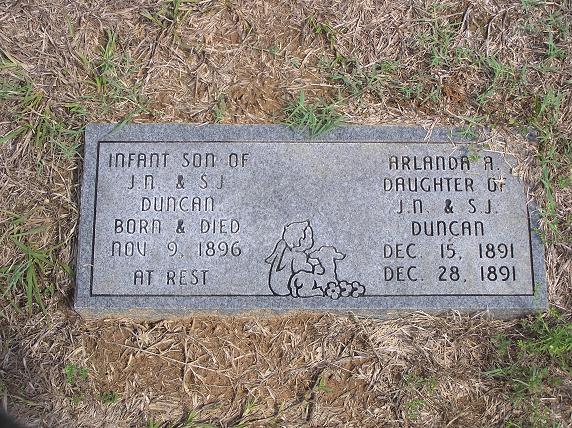 INFANT SON OF
J.N. & S.J.
DUNCAN
BORN & DIED
NOV. 9, 1896
AT REST
ARLANDA A.
DAUGHTER OF
J.N. & S.J.
DUNCAN
DEC. 15, 1891
DEC. 28, 1891